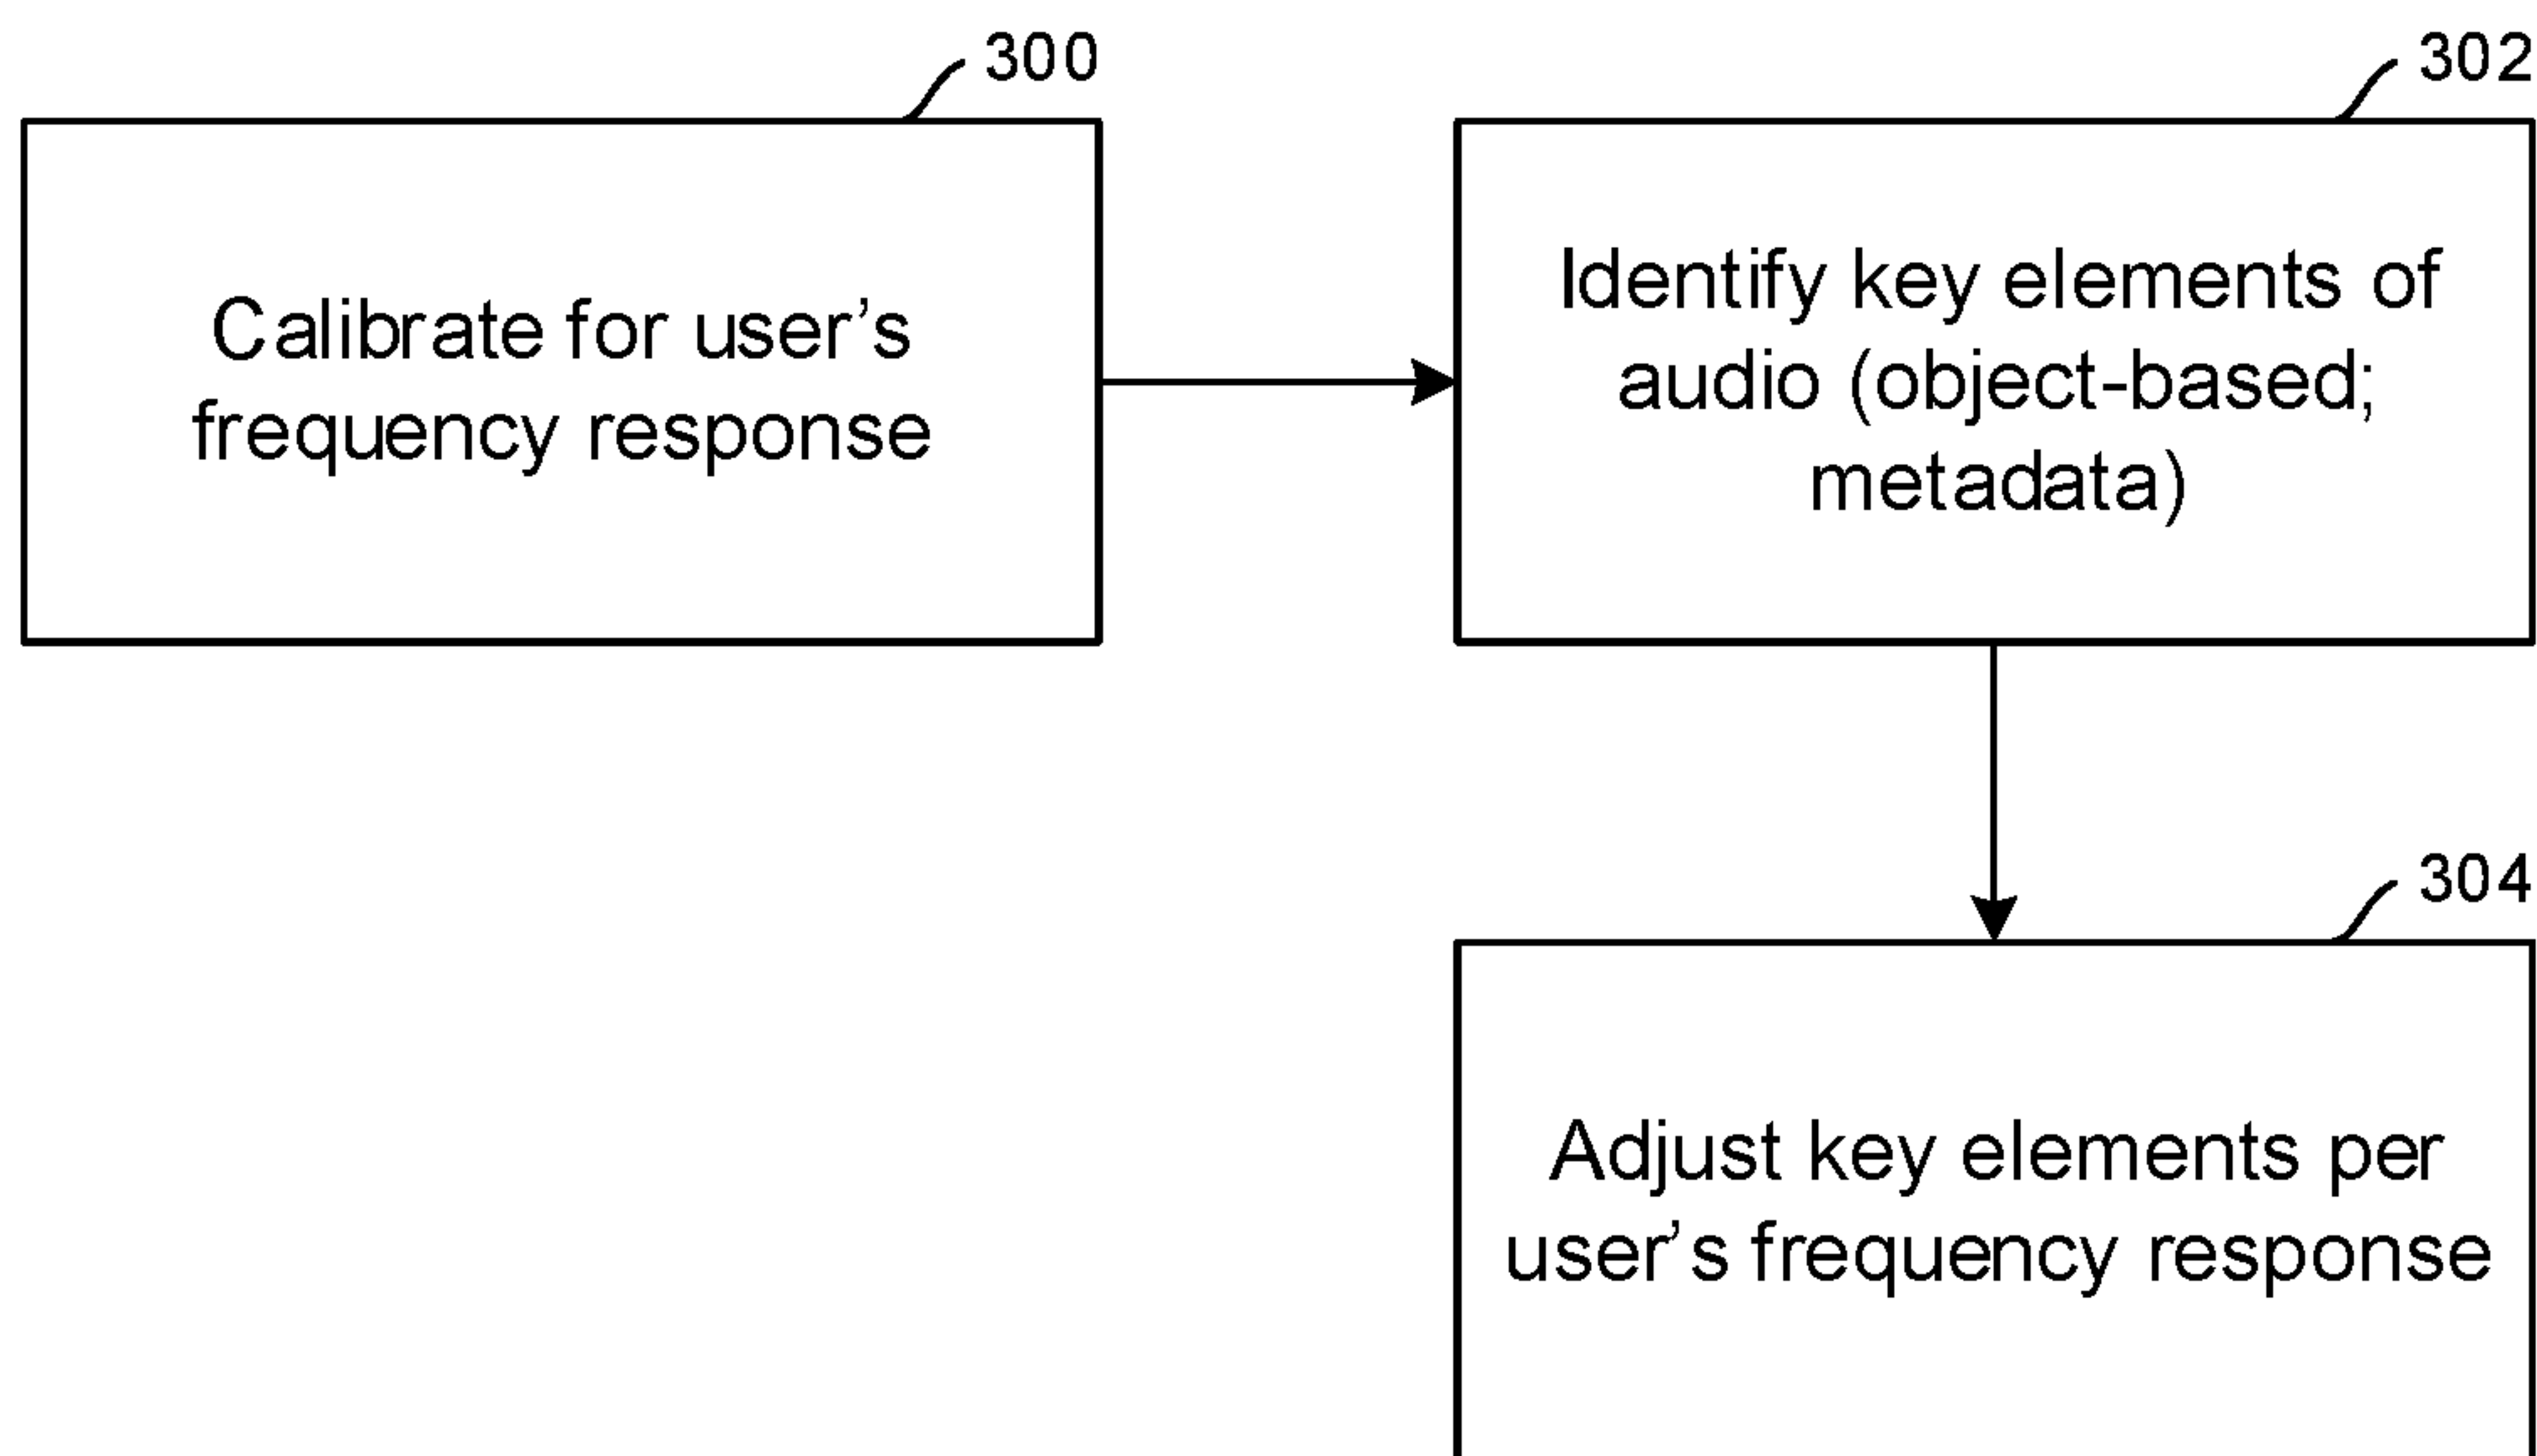 300
Calibrate for user’s
frequency response
302
Identify key elements of
audio (object-based;
metadata)
304
Adjust key elements per
user’s frequency response